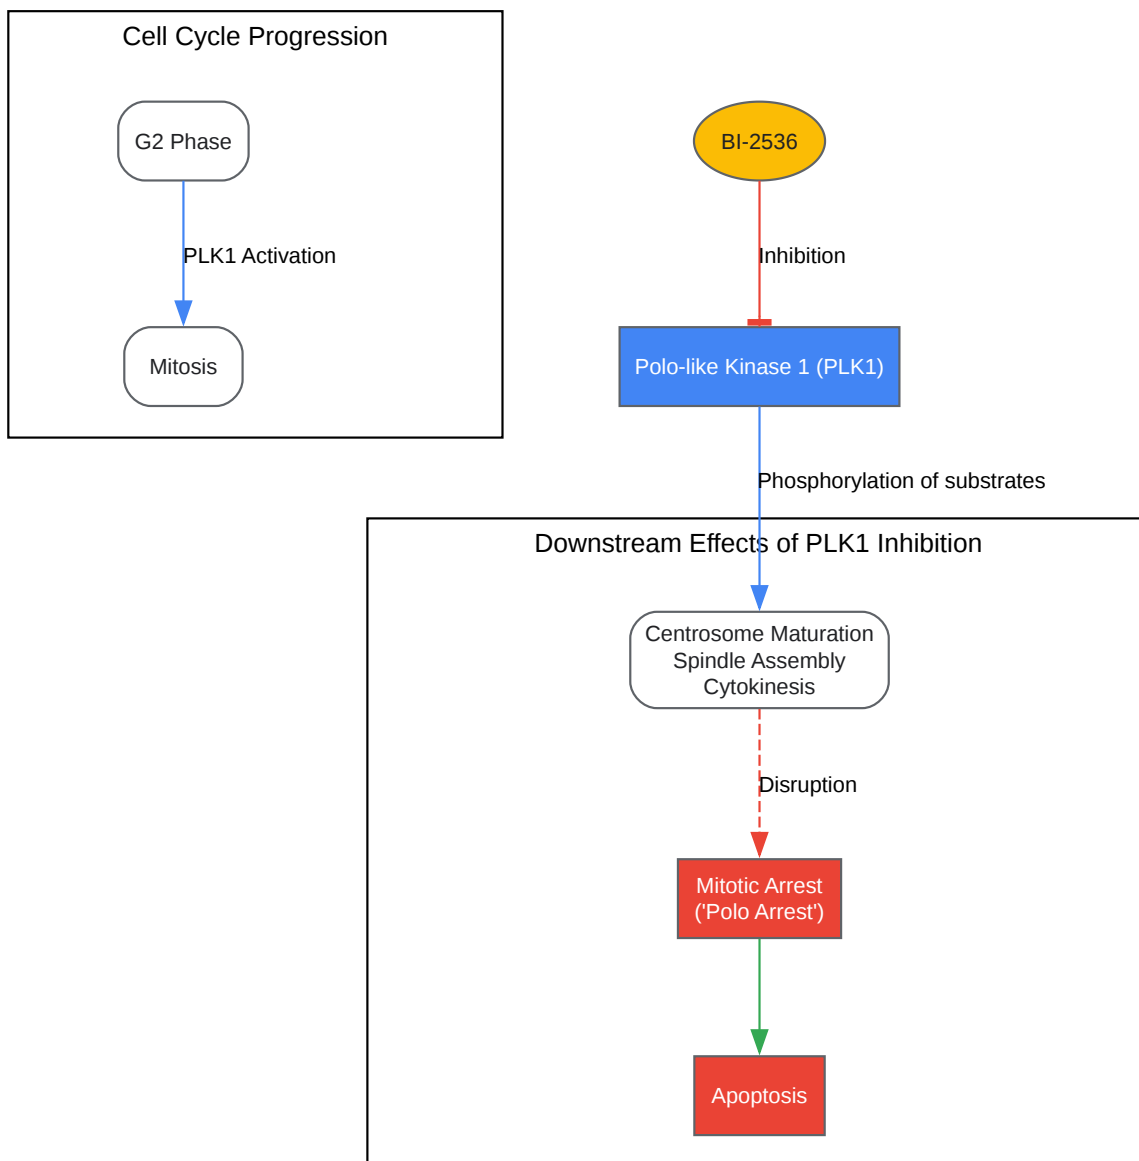 Cell Cycle Progression
G2 Phase
PLK1 Activation
Mitosis
BI-2536
Inhibition
Polo-like Kinase 1 (PLK1)
Phosphorylation of substrates
Downstream Effects of PLK1 Inhibition
Centrosome Maturation
Spindle Assembly
Cytokinesis
Disruption
Mitotic Arrest
('Polo Arrest')
Apoptosis